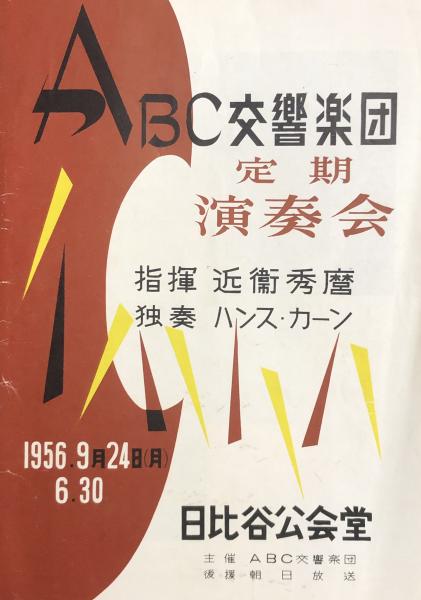 ABC交響楽団
定期
演奏会
指揮 近衞秀麿
独奏 ハンス・カーン
1956.9月24日(月)
6.30
日比谷公会堂
主催 ABC交響楽団
後援 朝日放送